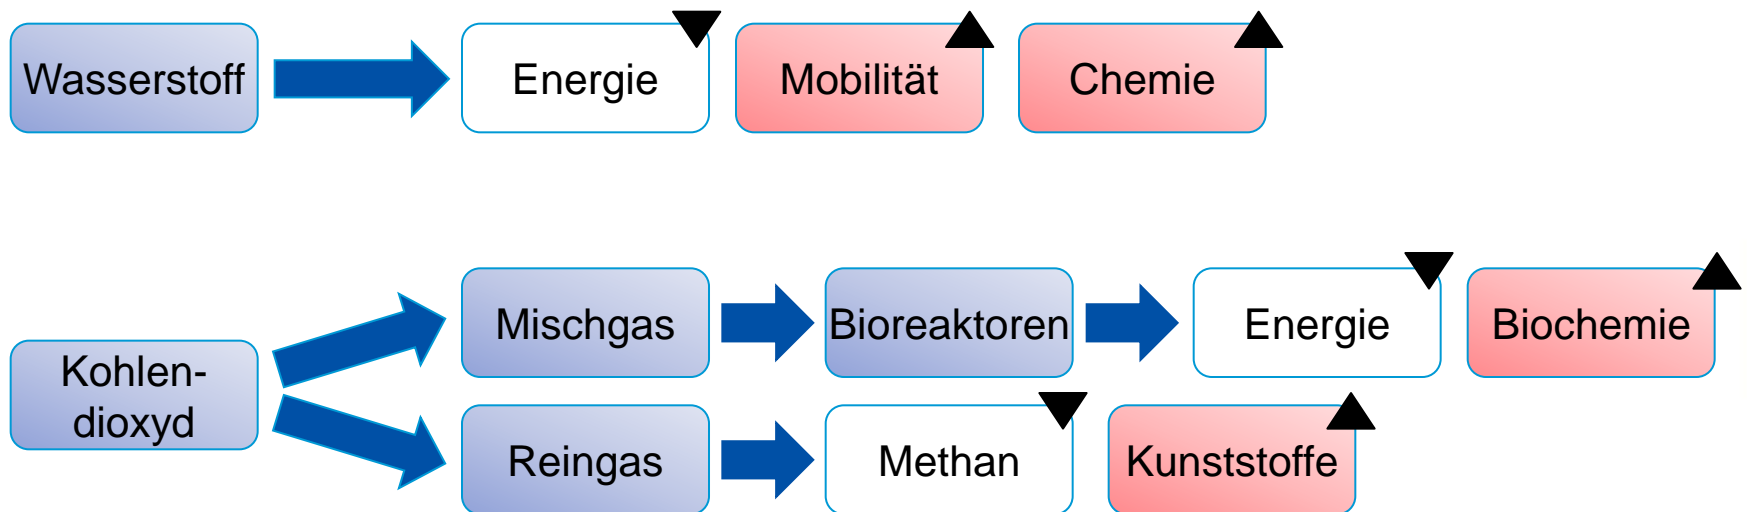 Wasserstoff
Energie
Mobilität
Chemie
Kohlen-
dioxyd
Mischgas
Bioreaktoren
Energie
Biochemie
Reingas
Methan
Kunststoffe